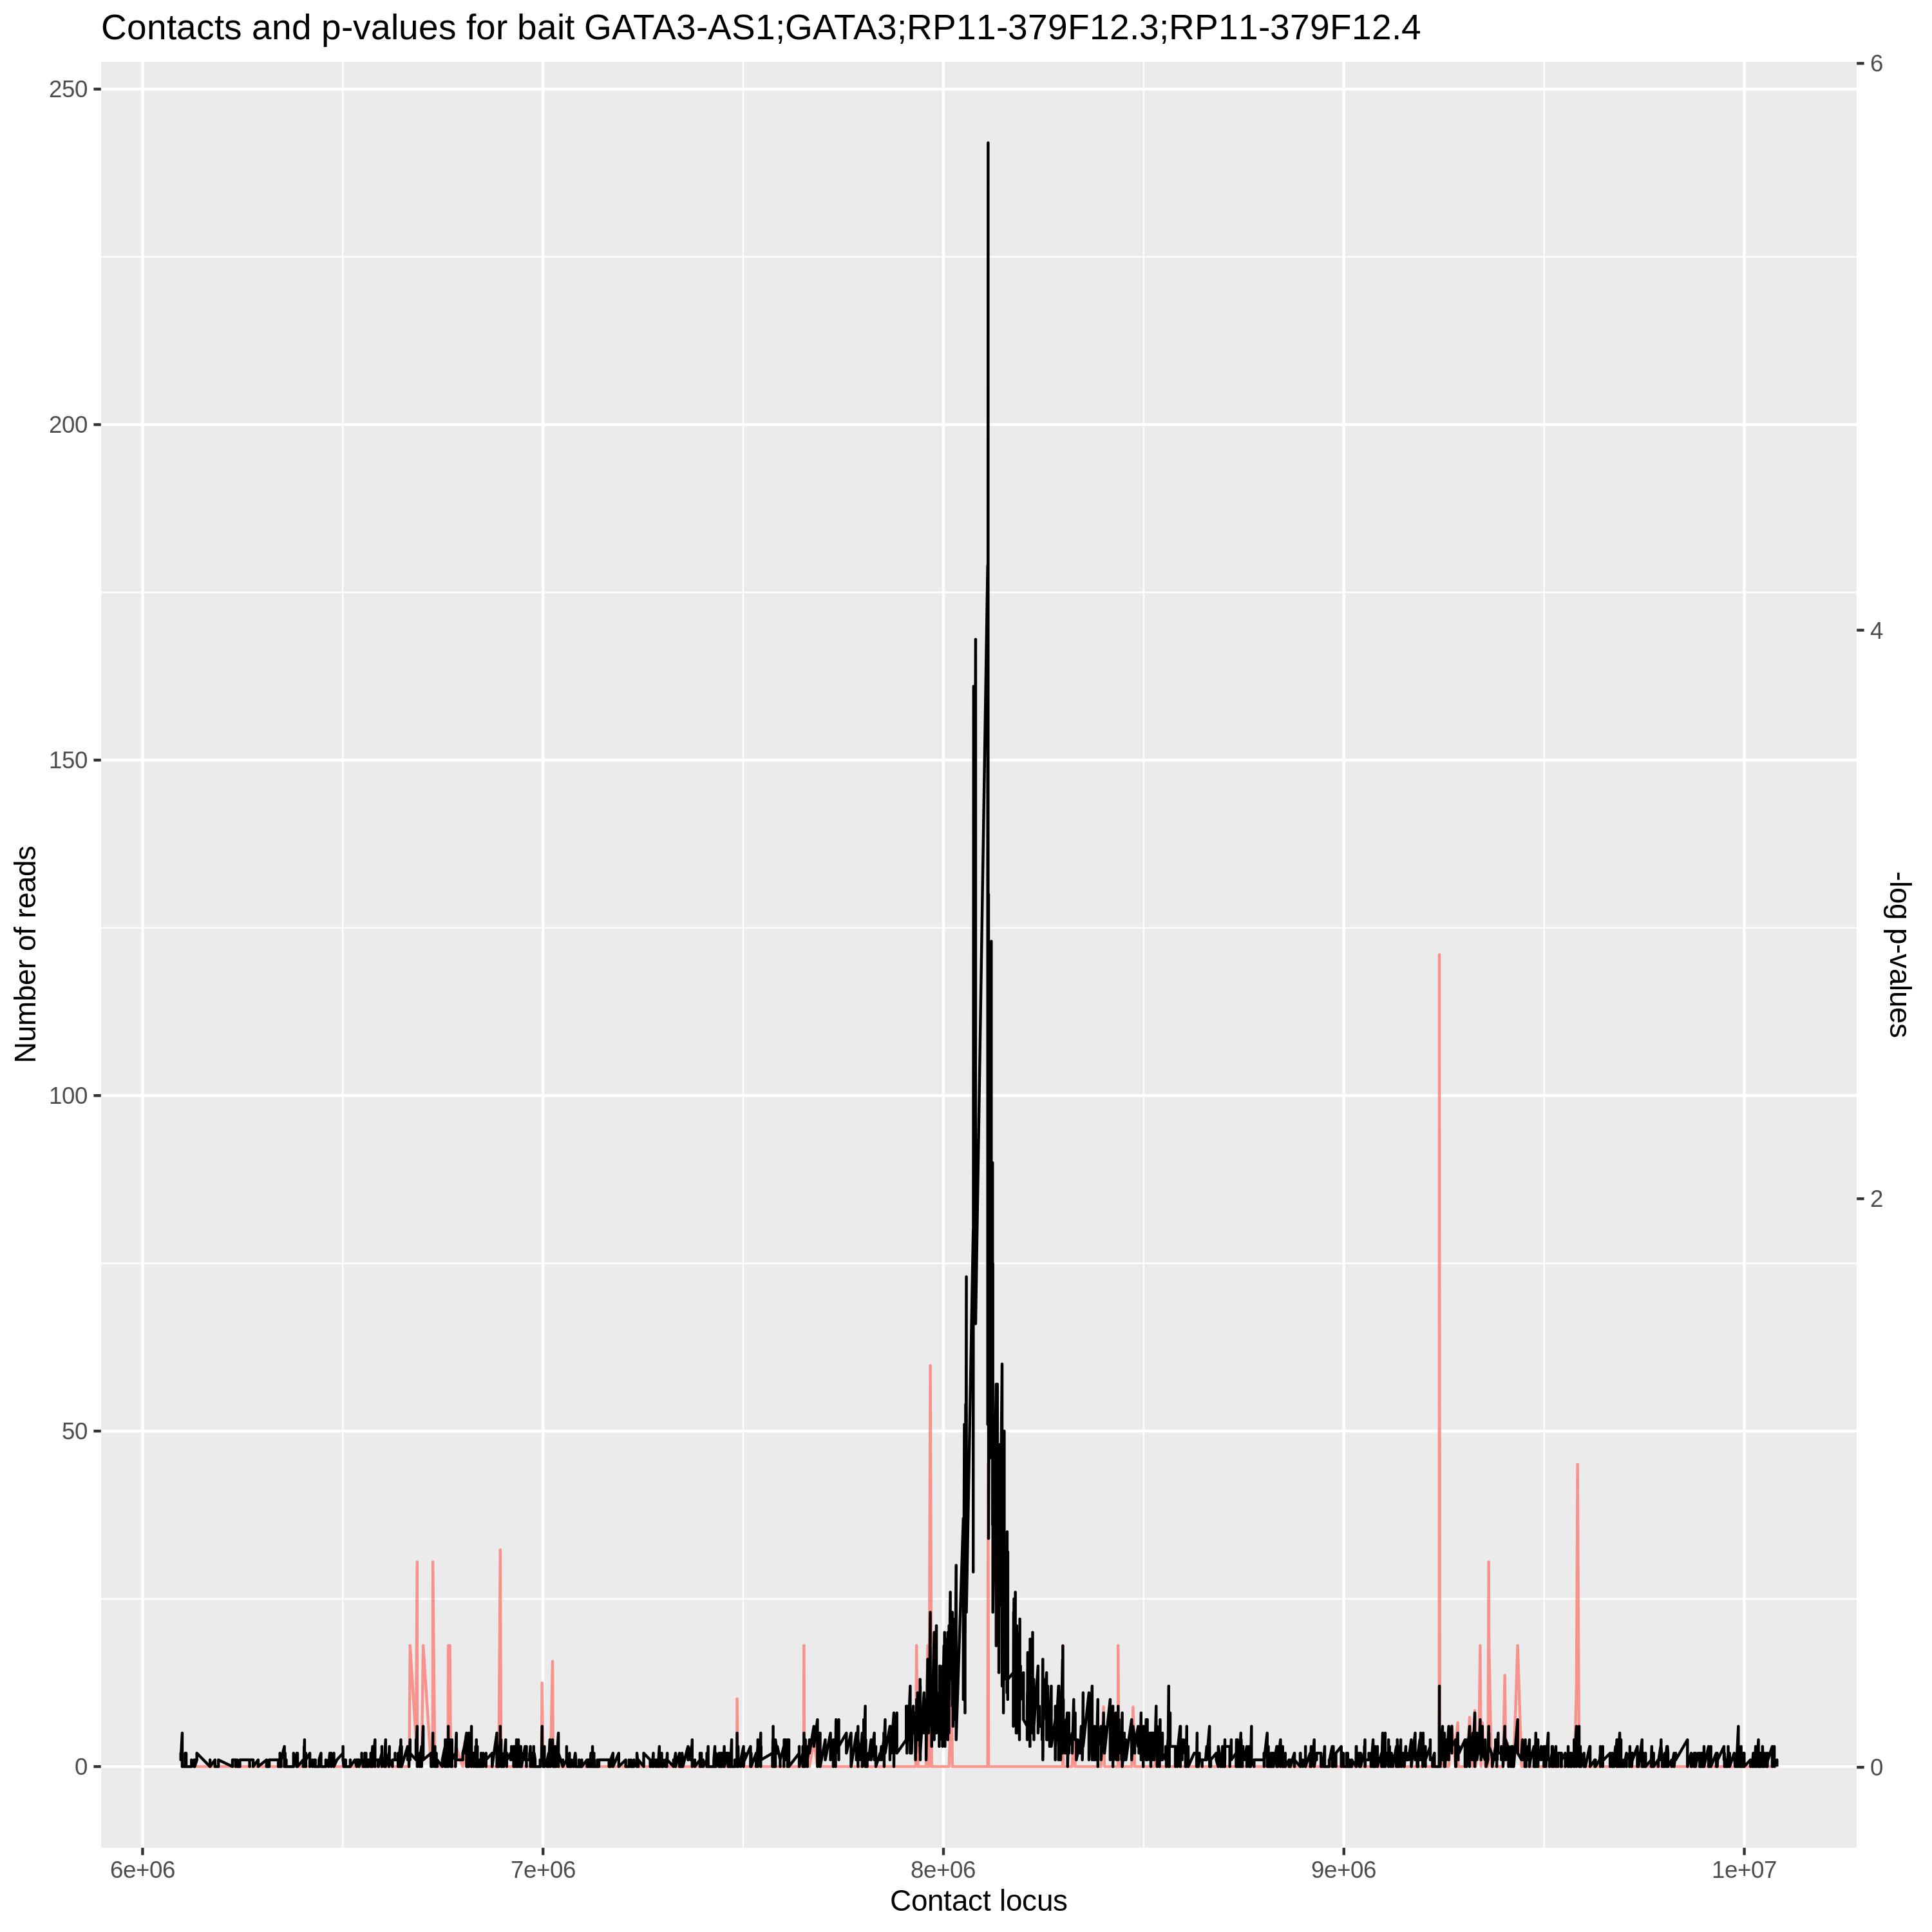 Contacts and p-values for bait GATA3-AS1;GATA3;RP11-379F12.3;RP11-379F12.4
250
200
150
100
50
0
Number of reads
6
4
2
0
-log p-values
6e+06
7e+06
8e+06
9e+06
1e+07
Contact locus